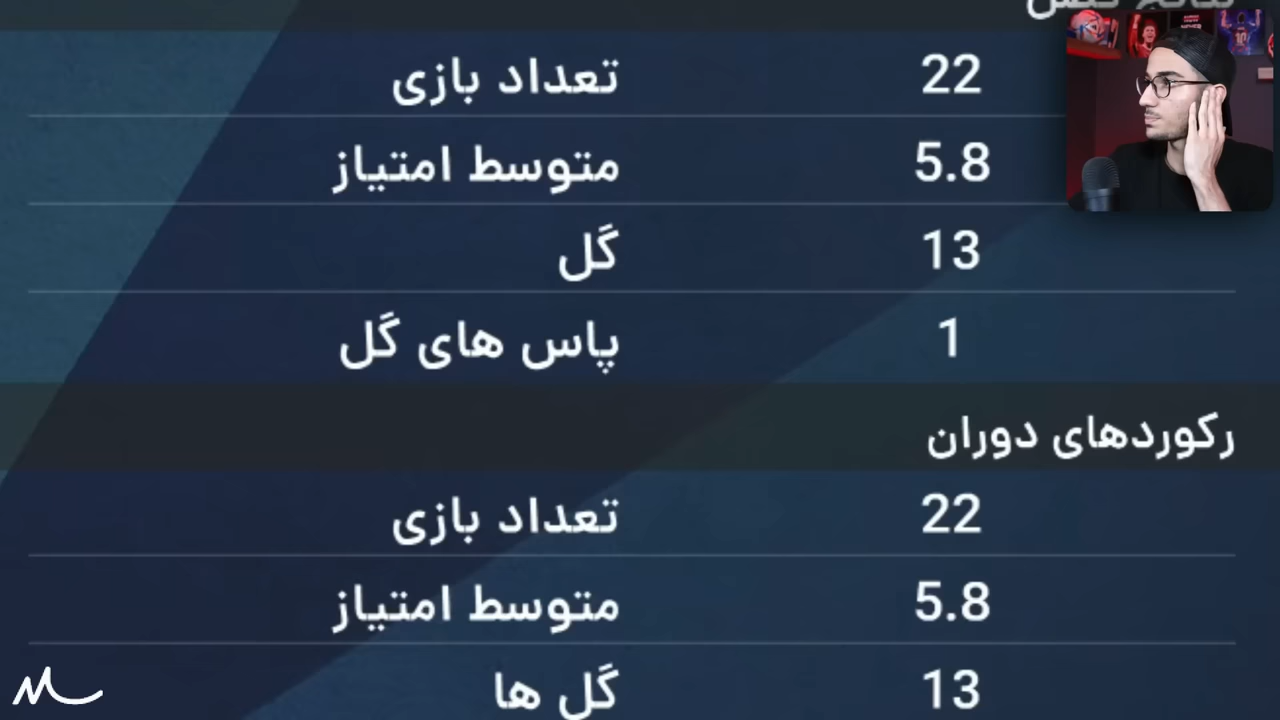 تعداد بازی 22
متوسط امتیاز 5.8
گل 13
پاس های گل 1
رکوردهای دوران
تعداد بازی 22
متوسط امتیاز 5.8
گل ها 13